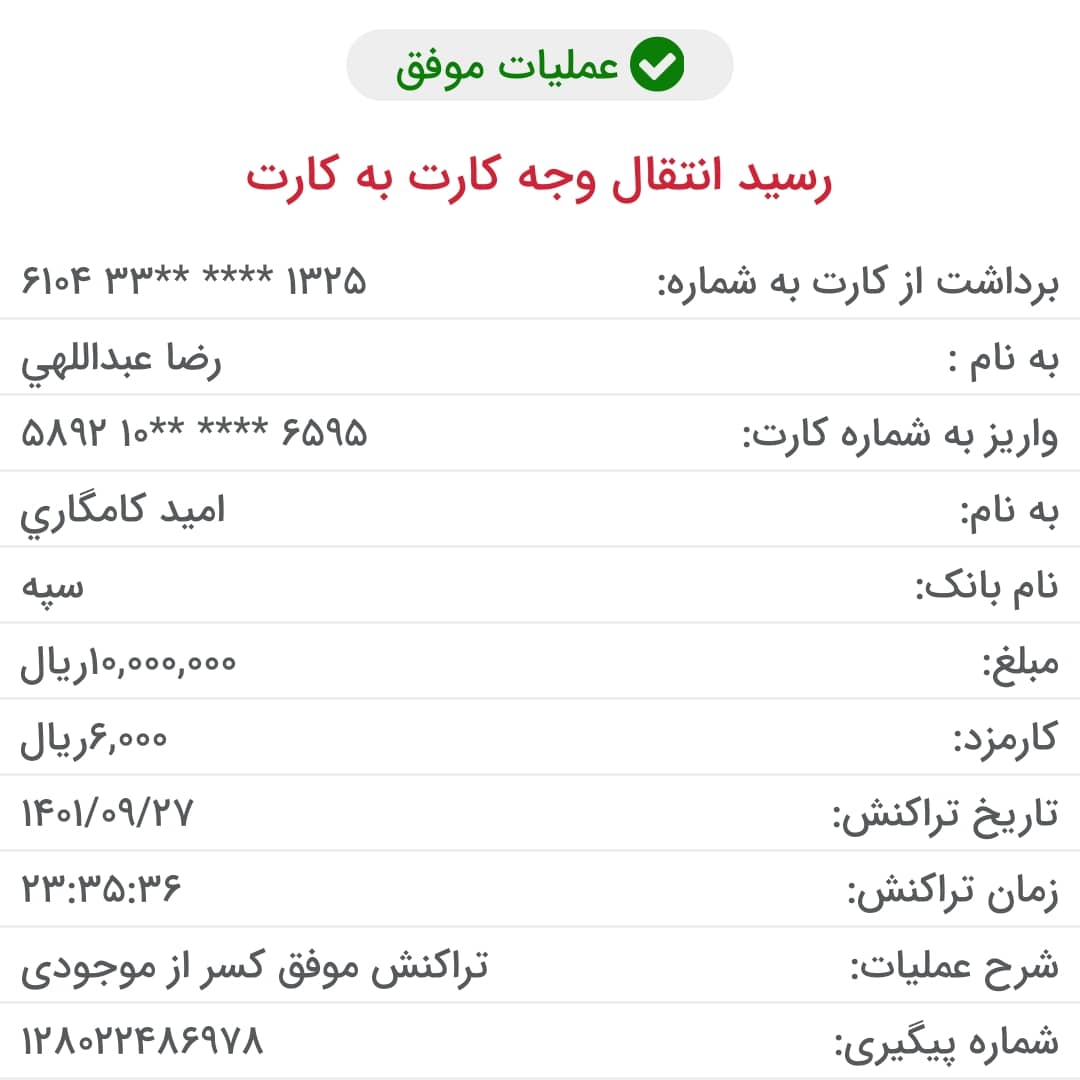 عملیات موفق
رسید انتقال وجه کارت به کارت
برداشت از کارت به شماره: ۶۱۰۴ ۳۳** **** ۱۳۲۵
به نام : رضا عبداللهي
واریز به شماره کارت: ۵۸۹۲ ۱۰** **** ۶۵۹۵
به نام: امید کامگاري
نام بانک: سپه
مبلغ: ۱۰,۰۰۰,۰۰۰ریال
کارمزد: ۶,۰۰۰ریال
تاریخ تراکنش: ۱۴۰۱/۰۹/۲۷
زمان تراکنش: ۲۳:۳۵:۳۶
شرح عملیات: تراکنش موفق کسر از موجودی
شماره پیگیری: ۱۲۸۰۲۲۴۸۶۹۷۸